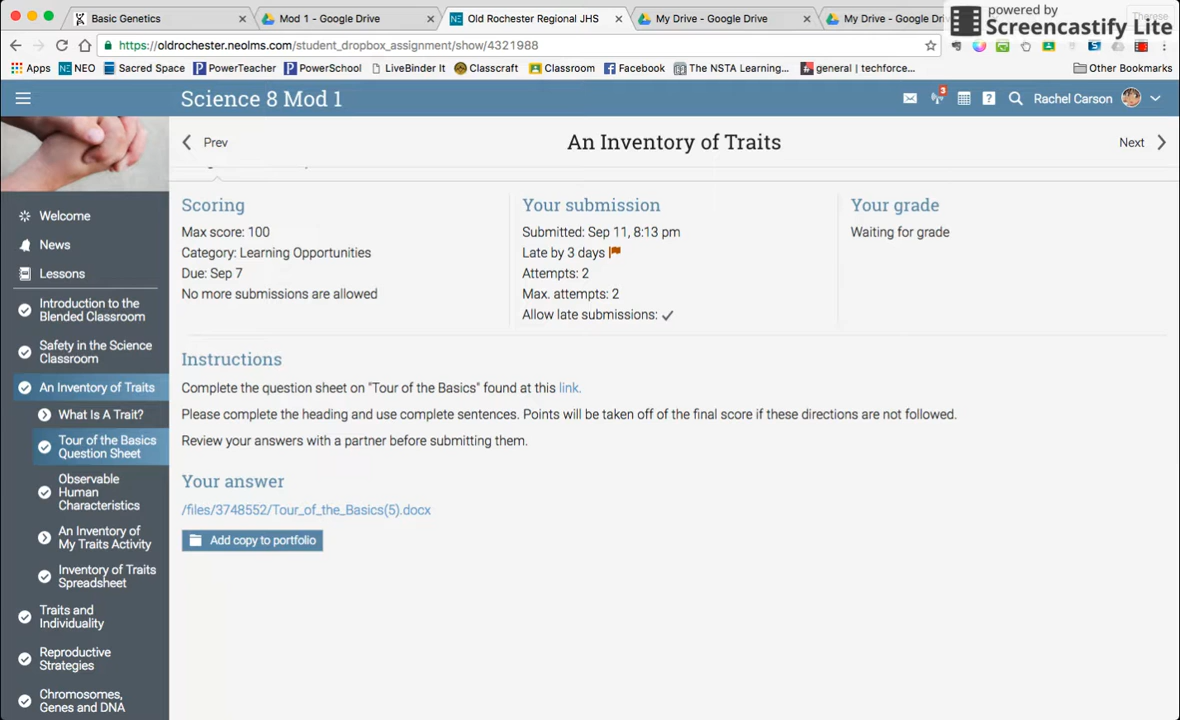 Basic Genetics
Mod 1 - Google Drive
Old Rochester Regional JHS
My Drive - Google Drive
My Drive - Google Dri
Therese
powered by
Screencastify Lite
https://oldrochester.neolms.com/student_dropbox_assignment/show/4321988
Apps
NEO
Sacred Space
PowerTeacher
PowerSchool
LiveBinder It
Classcraft
Classroom
Facebook
The NSTA Learning...
general | techforce...
Other Bookmarks
Science 8 Mod 1
3
Rachel Carson
Prev
An Inventory of Traits
Next
Welcome
News
Lessons
Introduction to the
Blended Classroom
Safety in the Science
Classroom
An Inventory of Traits
What Is A Trait?
Tour of the Basics
Question Sheet
Observable
Human
Characteristics
An Inventory of
My Traits Activity
Inventory of Traits
Spreadsheet
Traits and
Individuality
Reproductive
Strategies
Chromosomes,
Genes and DNA
Scoring
Max score: 100
Category: Learning Opportunities
Due: Sep 7
No more submissions are allowed
Your submission
Submitted: Sep 11, 8:13 pm
Late by 3 days
Attempts: 2
Max. attempts: 2
Allow late submissions:
Your grade
Waiting for grade
Instructions
Complete the question sheet on "Tour of the Basics" found at this link.
Please complete the heading and use complete sentences. Points will be taken off of the final score if these directions are not followed.
Review your answers with a partner before submitting them.
Your answer
/files/3748552/Tour_of_the_Basics(5).docx
Add copy to portfolio